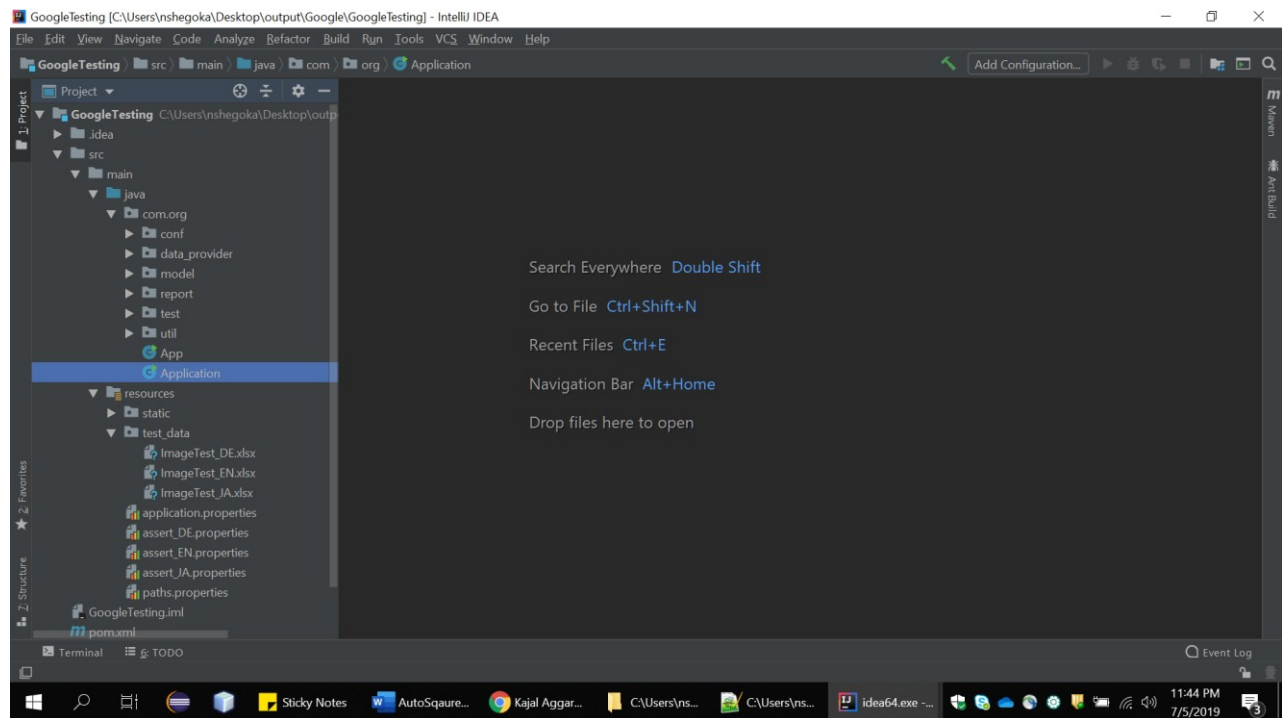 GoogleTesting [C:\Users\nshegoka\Desktop\output\Google\GoogleTesting] - IntelliJ IDEA
File Edit View Navigate Code Analyze Refactor Build Run Tools VCS Window Help
GoogleTesting src main java com org Application
Add Configuration...
1: Project
Project
GoogleTesting C:\Users\nshegoka\Desktop\outp
.idea
src
main
java
com.org
conf
data_provider
model
report
test
util
App
Application
resources
static
test_data
ImageTest_DE.xlsx
ImageTest_EN.xlsx
ImageTest_JA.xlsx
application.properties
assert_DE.properties
assert_EN.properties
assert_JA.properties
paths.properties
GoogleTesting.iml
pom.xml
Search Everywhere Double Shift
Go to File Ctrl+Shift+N
Recent Files Ctrl+E
Navigation Bar Alt+Home
Drop files here to open
Maven
Ant Build
2: Favorites
7: Structure
Terminal 6: TODO
Event Log
Sticky Notes AutoSqaure... Kajal Aggar... C:\Users\ns... C:\Users\ns... idea64.exe -...
11:44 PM
7/5/2019
3